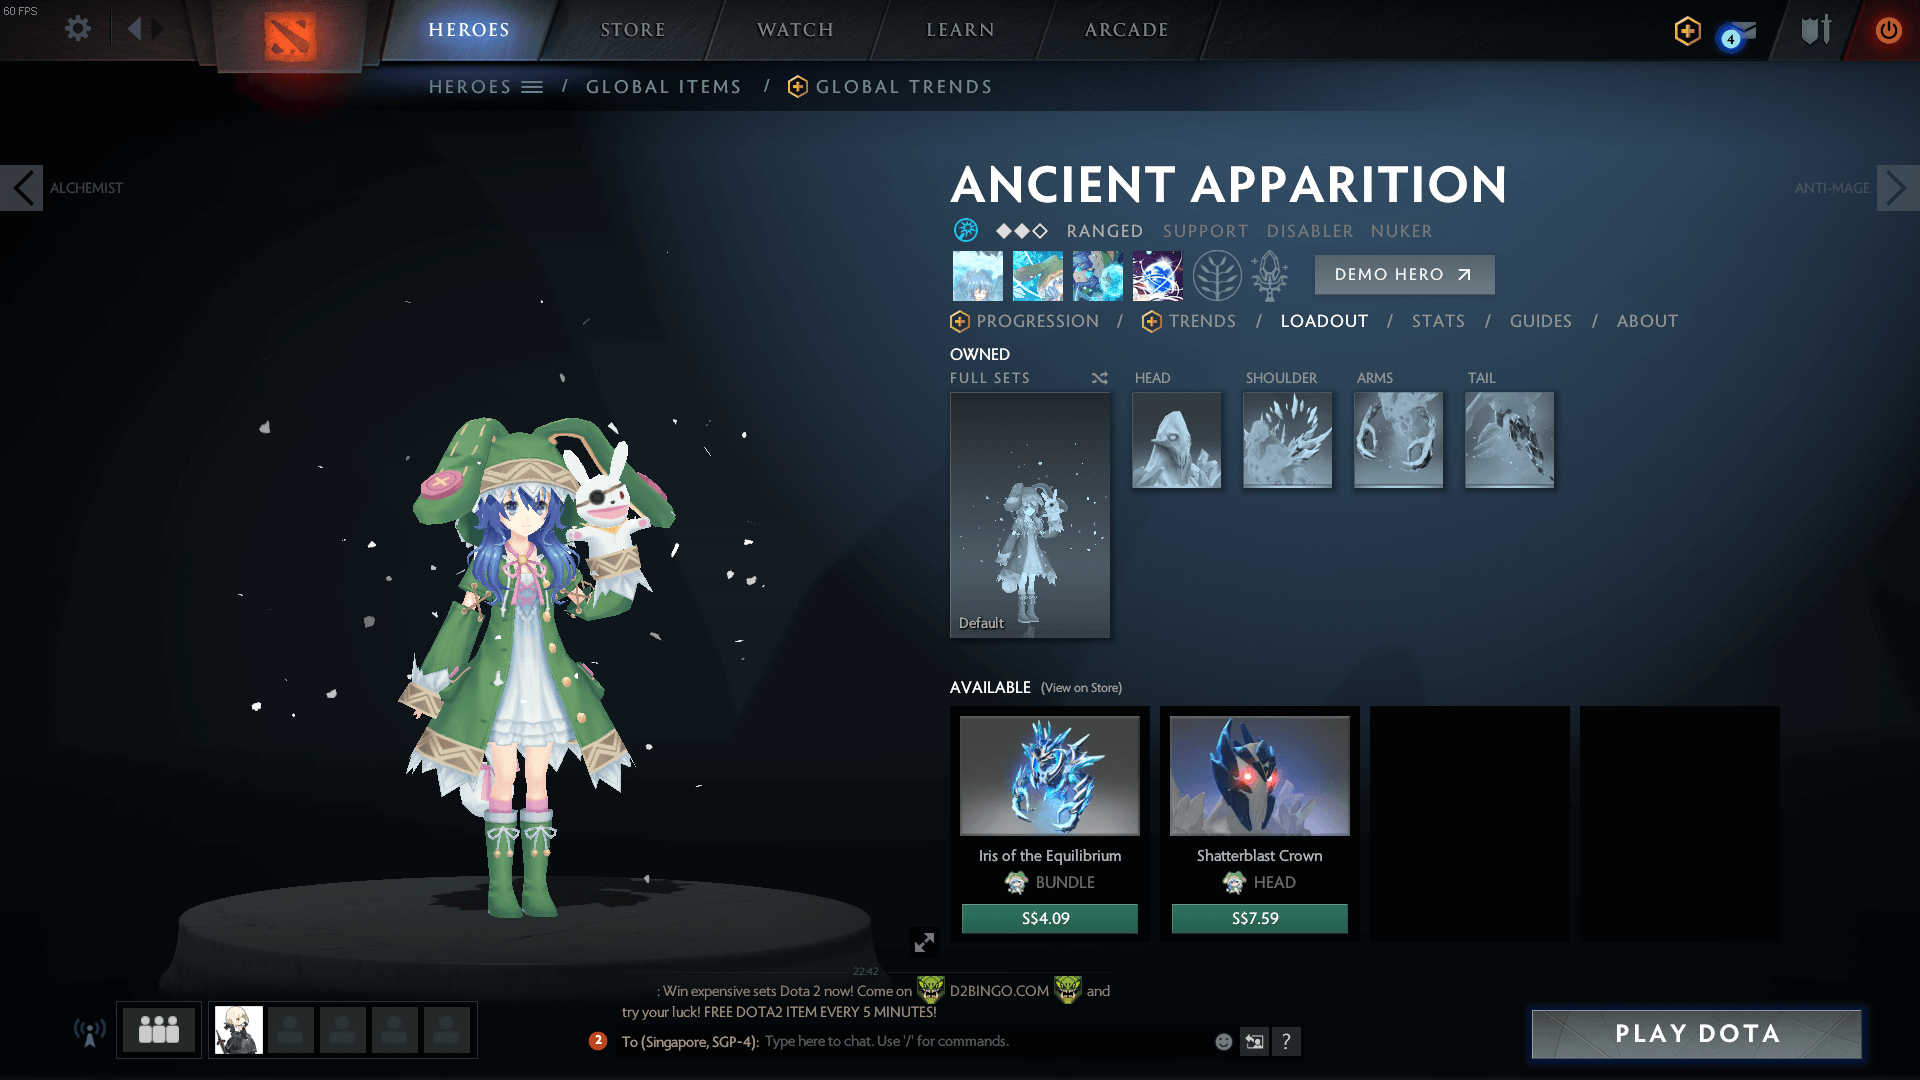 60 FPS
HEROES
STORE
WATCH
LEARN
ARCADE
4
HEROES / GLOBAL ITEMS / GLOBAL TRENDS
ALCHEMIST
ANTI-MAGE
ANCIENT APPARITION
RANGED SUPPORT DISABLER NUKER
DEMO HERO
PROGRESSION / TRENDS / LOADOUT / STATS / GUIDES / ABOUT
OWNED
FULL SETS
HEAD
SHOULDER
ARMS
TAIL
Default
AVAILABLE (View on Store)
Iris of the Equilibrium
BUNDLE
S$4.09
Shatterblast Crown
HEAD
S$7.59
22:42
: Win expensive sets Dota 2 now! Come on D2BINGO.COM and
try your luck! FREE DOTA2 ITEM EVERY 5 MINUTES!
2
To (Singapore, SGP-4): Type here to chat. Use '/' for commands.
?
PLAY DOTA